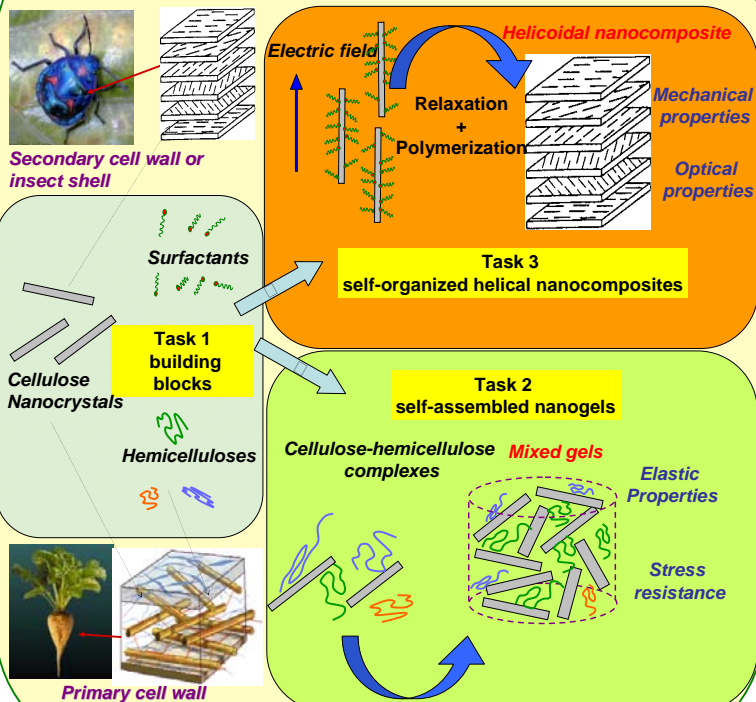 Secondary cell wall or
insect shell
Electric field
Helicoidal nanocomposite
Relaxation
+
Polymerization
Mechanical
properties
Optical
properties
Task 3
self-organized helical nanocomposites
Surfactants
Task 1
building
blocks
Cellulose
Nanocrystals
Hemicelluloses
Task 2
self-assembled nanogels
Cellulose-hemicellulose
complexes
Mixed gels
Elastic
Properties
Stress
resistance
Primary cell wall